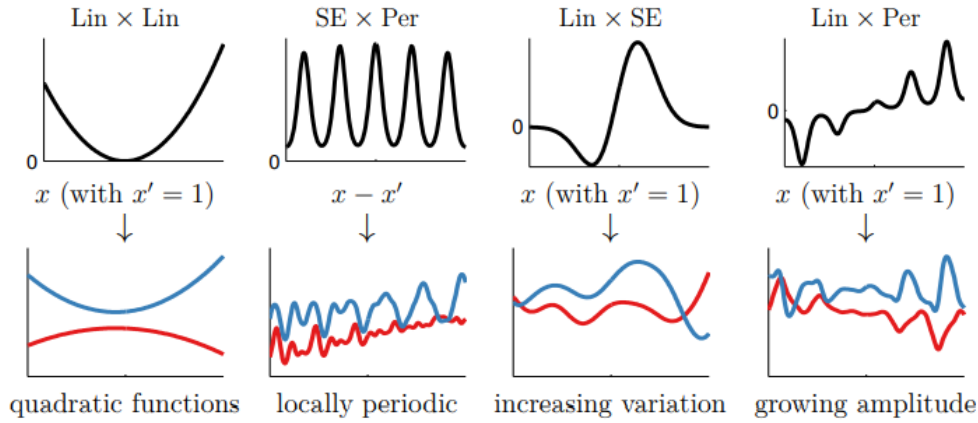 Lin × Lin
SE × Per
Lin × SE
Lin × Per
0
0
0
0
x (with x′ = 1)
x − x′
x (with x′ = 1)
x (with x′ = 1)
↓
↓
↓
↓
quadratic functions
locally periodic
increasing variation
growing amplitude